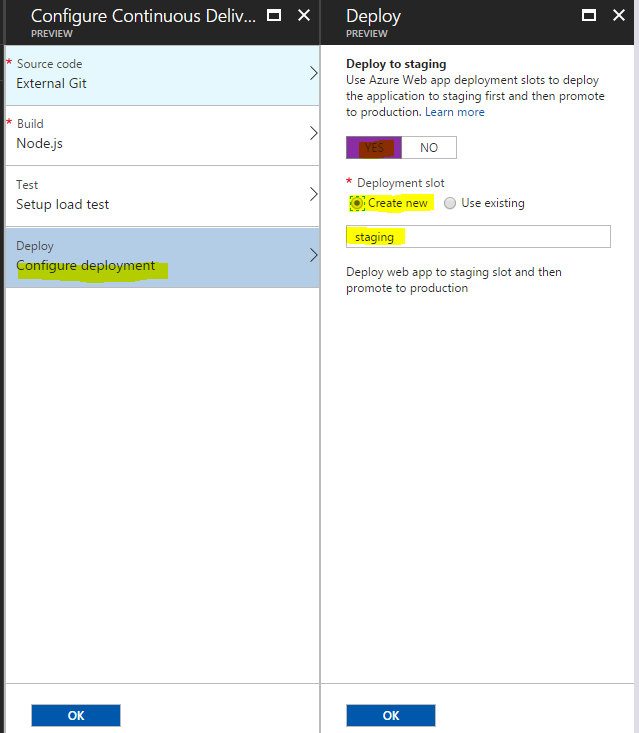 Configure Continuous Deliv...
PREVIEW
* Source code
External Git
* Build
Node.js
Test
Setup load test
Deploy
Configure deployment
OK
Deploy
PREVIEW
Deploy to staging
Use Azure Web app deployment slots to deploy
the application to staging first and then promote
to production. Learn more
YES NO
* Deployment slot
Create new Use existing
staging
Deploy web app to staging slot and then
promote to production
OK